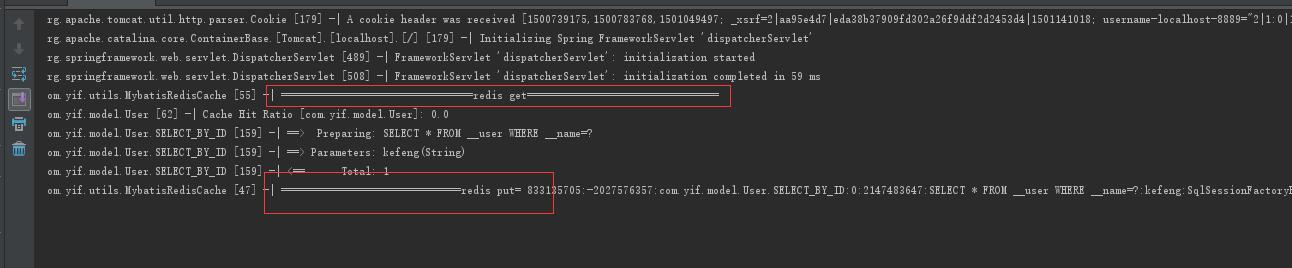 rg.apache.tomcat.util.http.parser.Cookie [179] -| A cookie header was received [1500739175,1500783768,1501049497; _xsrf=2|aa95e4d7|eda38b37909fd302a26f9ddf2d2453d4|1501141018; username-localhost-8889="2|1:0|1
rg.apache.catalina.core.ContainerBase.[Tomcat].[localhost].[/] [179] -| Initializing Spring FrameworkServlet 'dispatcherServlet'
rg.springframework.web.servlet.DispatcherServlet [489] -| FrameworkServlet 'dispatcherServlet': initialization started
rg.springframework.web.servlet.DispatcherServlet [508] -| FrameworkServlet 'dispatcherServlet': initialization completed in 59 ms
om.yif.utils.MybatisRedisCache [55] -| ================================redis get================================
om.yif.model.User [62] -| Cache Hit Ratio [com.yif.model.User]: 0.0
om.yif.model.User.SELECT_BY_ID [159] -| ==>  Preparing: SELECT * FROM __user WHERE __name=?
om.yif.model.User.SELECT_BY_ID [159] -| ==> Parameters: kefeng(String)
om.yif.model.User.SELECT_BY_ID [159] -| <==      Total: 1
om.yif.utils.MybatisRedisCache [47] -| ==============================redis put= 833135705:-2027576357:com.yif.model.User.SELECT_BY_ID:0:2147483647:SELECT * FROM __user WHERE __name=?:kefeng:SqlSessionFactory